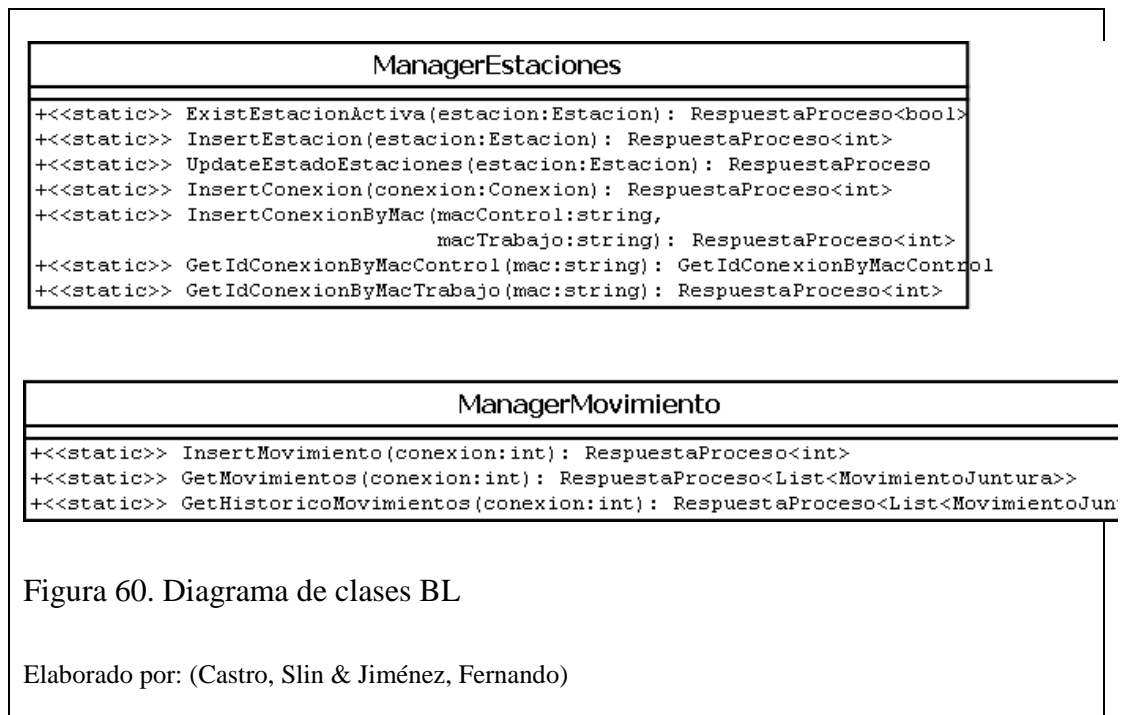 ManagerEstaciones
+<<static>> ExistEstacionActiva(estacion:Estacion): RespuestaProceso<bool>
+<<static>> InsertEstacion(estacion:Estacion): RespuestaProceso<int>
+<<static>> UpdateEstadoEstaciones(estacion:Estacion): RespuestaProceso
+<<static>> InsertConexion(conexion:Conexion): RespuestaProceso<int>
+<<static>> InsertConexionByMac(macControl:string,
macTrabajo:string): RespuestaProceso<int>
+<<static>> GetIdConexionByMacControl(mac:string): GetIdConexionByMacControl
+<<static>> GetIdConexionByMacTrabajo(mac:string): RespuestaProceso<int>
ManagerMovimiento
+<<static>> InsertMovimiento(conexion:int): RespuestaProceso<int>
+<<static>> GetMovimientos(conexion:int): RespuestaProceso<List<MovimientoJuntura>>
+<<static>> GetHistoricoMovimientos(conexion:int): RespuestaProceso<List<MovimientoJun
Figura 60. Diagrama de clases BL
Elaborado por: (Castro, Slin & Jiménez, Fernando)